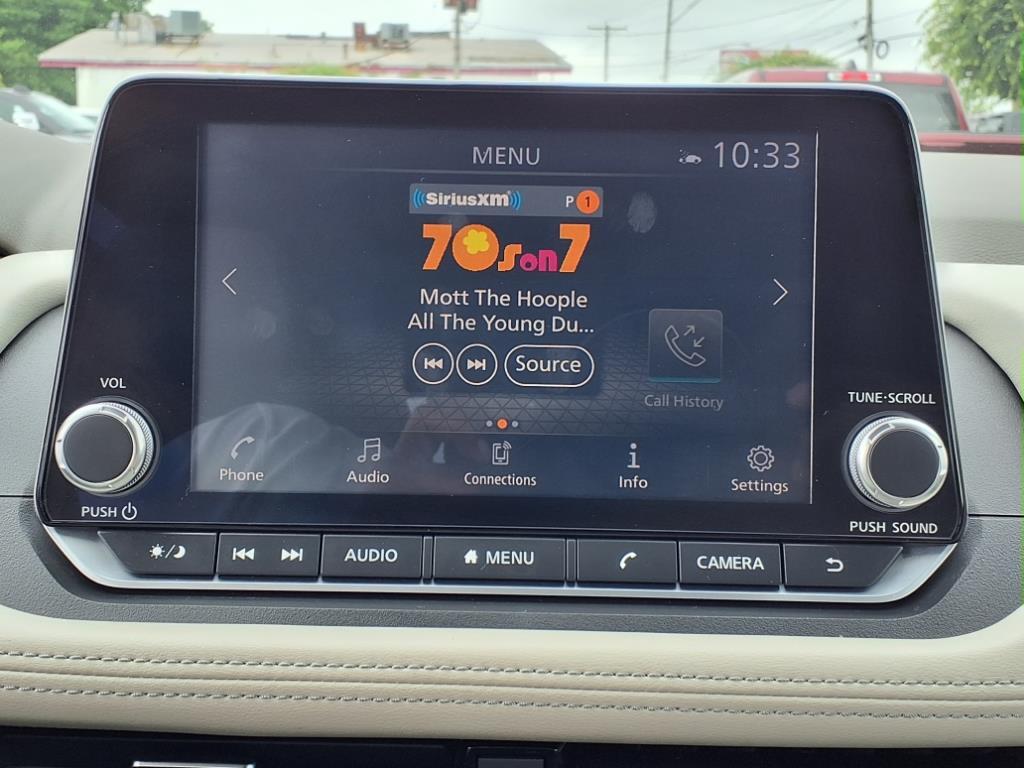 MENU 10:33
SiriusXM P 1
70s on 7
Mott The Hoople
All The Young Du...
Source
Call History
VOL
TUNE·SCROLL
Phone Audio Connections Info Settings
PUSH
PUSH SOUND
AUDIO MENU CAMERA